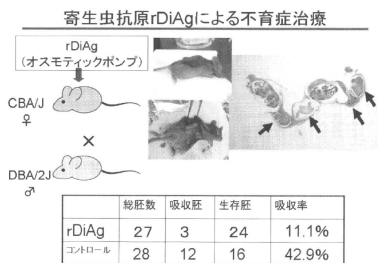 寄生虫抗原rDiAgによる不育症治療
rDiAg
(オスモティックポンプ)
CBA/J
♀
×
DBA/2J
♂
総胚数 吸収胚 生存胚 吸収率
rDiAg 27 3 24 11.1%
コントロール 28 12 16 42.9%